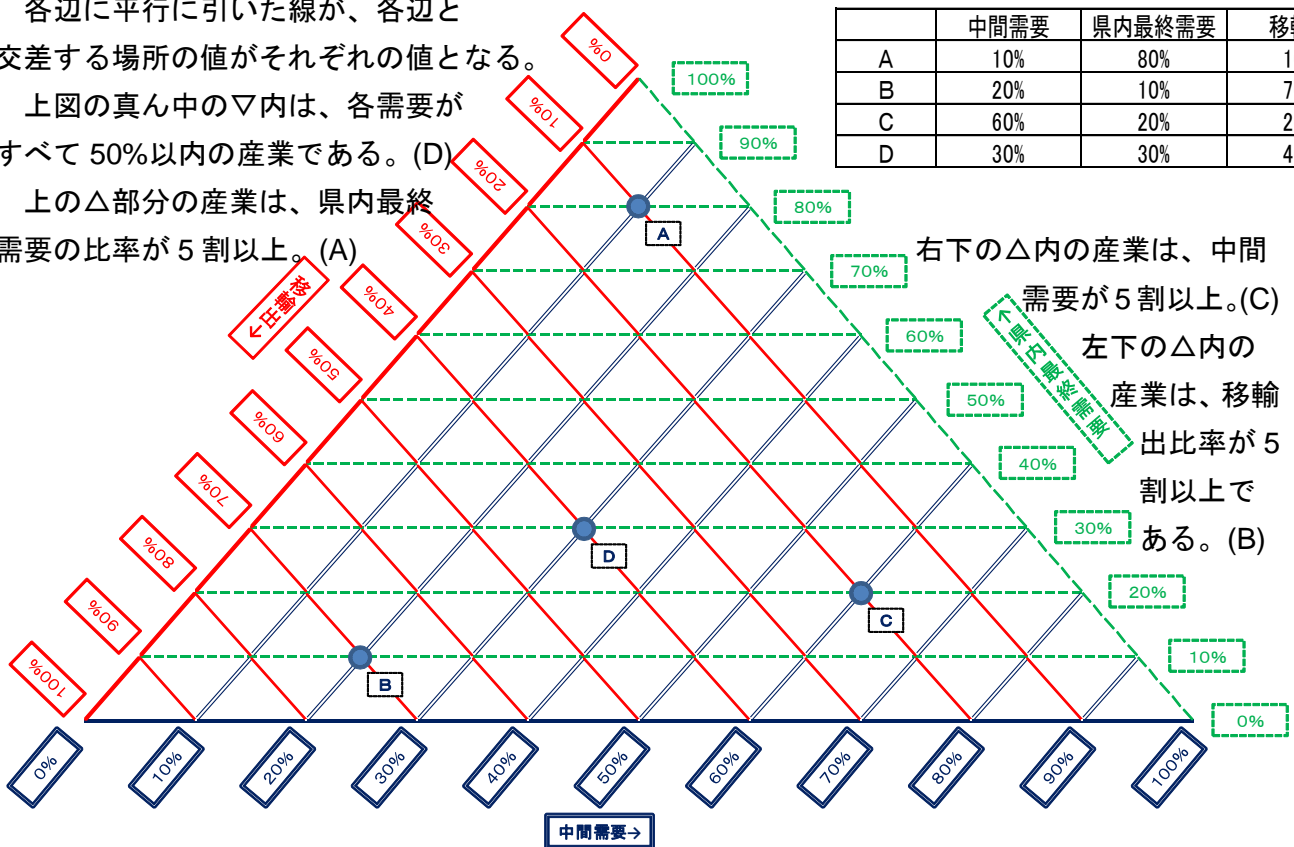 各辺に平行に引いた線が、各辺と
交差する場所の値がそれぞれの値となる。
上図の真ん中の▽内は、各需要が
すべて 50%以内の産業である。(D)
上の△部分の産業は、県内最終
需要の比率が 5 割以上。(A)
中間需要 県内最終需要 移
A 10% 80% 1
B 20% 10% 7
C 60% 20% 2
D 30% 30% 4
右下の△内の産業は、中間
需要が５割以上。(C)
左下の△内の
産業は、移輸
出比率が 5
割以上で
ある。(B)
0%
10%
20%
30%
40%
50%
60%
70%
80%
90%
100%
移輸出→
100%
90%
80%
70%
60%
50%
40%
30%
20%
10%
0%
↑県内最終需要
A
D
C
B
0%
10%
20%
30%
40%
50%
60%
70%
80%
90%
100%
中間需要→